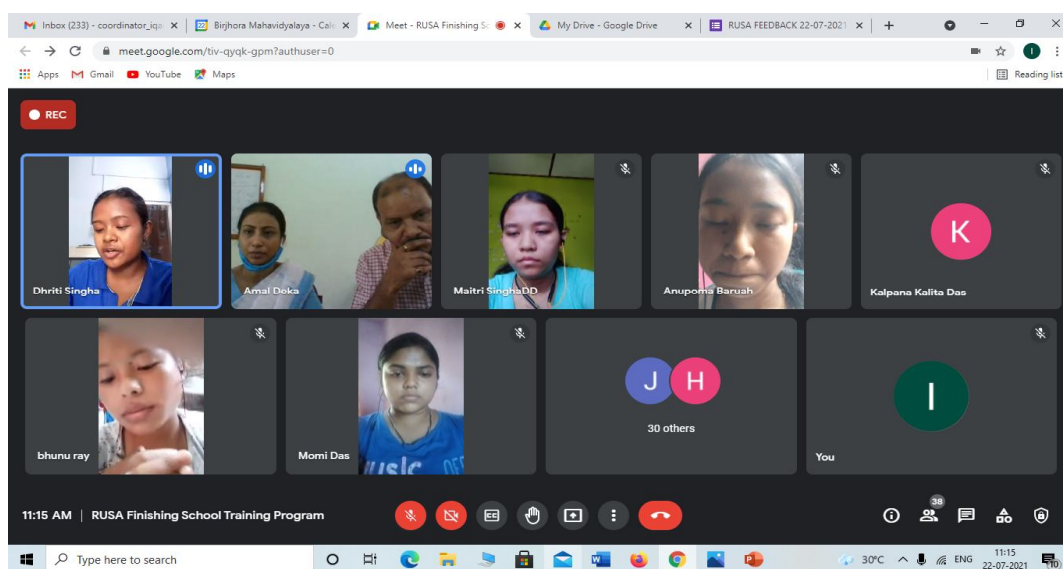 Inbox (233) - coordinator_iqa
Birjhora Mahavidyalaya - Cale
Meet - RUSA Finishing Sc
My Drive - Google Drive
RUSA FEEDBACK 22-07-2021
meet.google.com/tiv-qyqk-gpm?authuser=0
Apps
Gmail
YouTube
Maps
Reading list
REC
Dhriti Singha
Amal Deka
Maitri SinghaDD
Anupoma Baruah
K
Kalpana Kalita Das
bhunu ray
Momi Das
J H
30 others
I
You
11:15 AM | RUSA Finishing School Training Program
38
Type here to search
30°C
ENG
11:15
22-07-2021